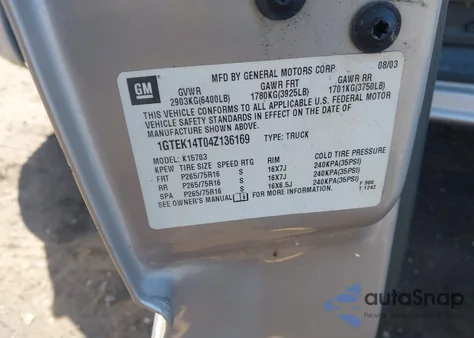 GM
MFD BY GENERAL MOTORS CORP 08/03
GVWR GAWR FRT GAWR RR
2903KG(6400LB) 1780KG(3925LB) 1701KG(3750LB)
THIS VEHICLE CONFORMS TO ALL APPLICABLE U.S. FEDERAL MOTOR
VEHICLE SAFETY STANDARDS IN EFFECT ON THE DATE OF
MANUFACTURE SHOWN ABOVE.
1GTEK14T04Z136169 TYPE: TRUCK
MODEL: K15703
KPEW TIRE SIZE SPEED RTG RIM COLD TIRE PRESSURE
FRT P265/75R16 S 16X7J 240KPA(35PSI)
RR P265/75R16 S 16X7J 240KPA(35PSI)
SPA P265/75R16 S 16X6.5J 240KPA(35PSI)
SEE OWNER'S MANUAL FOR MORE INFORMATION.
autoSnap